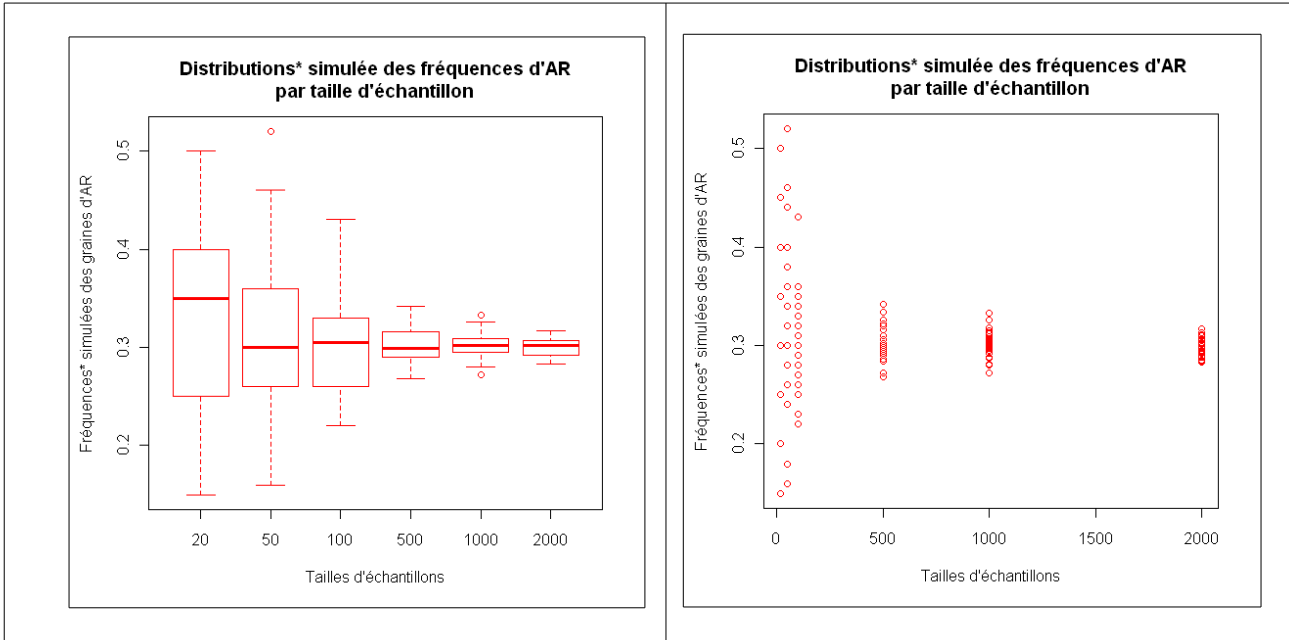 Distributions* simulée des fréquences d'AR
par taille d'échantillon
Fréquences* simulées des graines d'AR
0.5
0.4
0.3
0.2
20 50 100 500 1000 2000
Tailles d'échantillons
Distributions* simulée des fréquences d'AR
par taille d'échantillon
Fréquences* simulées des graines d'AR
0.5
0.4
0.3
0.2
0 500 1000 1500 2000
Tailles d'échantillons